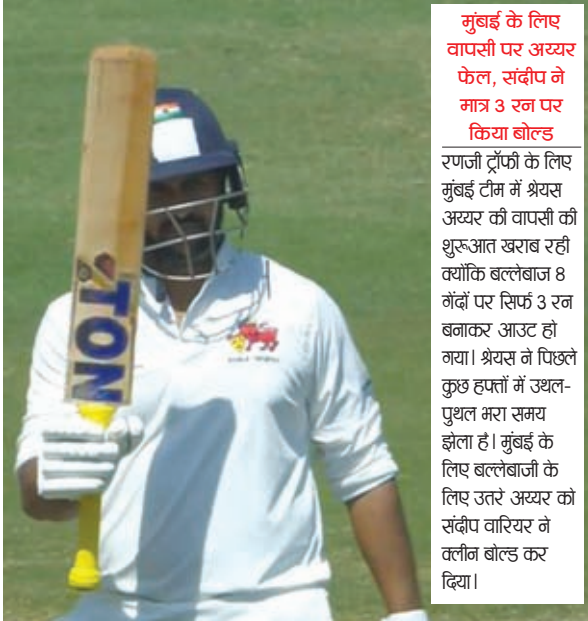 मुंबई के लिए
वापसी पर अय्यर
फेल, संदीप ने
मात्र 3 रन पर
किया बोल्ड
रणजी ट्रॉफी के लिए
मुंबई टीम में श्रेयस
अय्यर की वापसी की
शुरूआत खराब रही
क्योंकि बल्लेबाज 8
गेंदों पर सिर्फ 3 रन
बनाकर आउट हो
गया। श्रेयस ने पिछले
कुछ हफ्तों में उथल-
पुथल भरा समय
झेला है। मुंबई के
लिए बल्लेबाजी के
लिए उतरे अय्यर को
संदीप वारियर ने
क्लीन बोल्ड कर
दिया।
TON